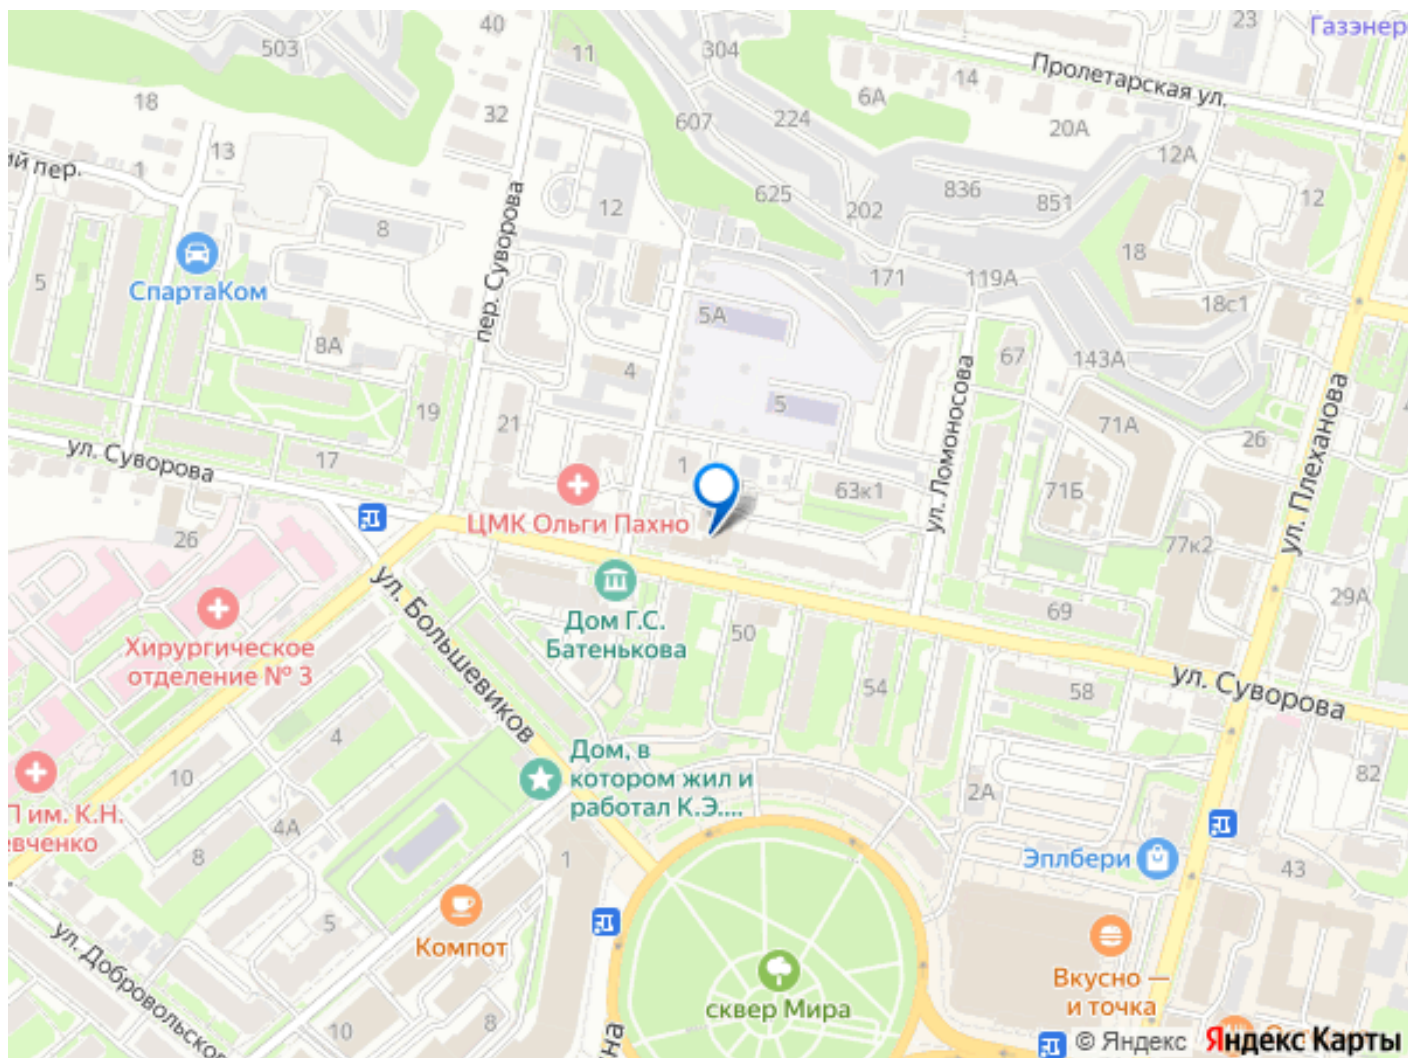 503
40
11
304
23
Газэнер
Пролетарская ул.
14
6А
18
32
607
224
20А
12А
13
ий пер.
1
пер. Суворова
12
625
202
836
851
12
8
5
СпартаКом
171
119А
18
18с1
5А
8А
4
67
143А
ул. Плеханова
19
21
5
ул. Ломоносова
71А
26
ул. Суворова
17
1
63к1
71Б
ЦМК Ольги Пахно
26
77к2
ул. Большевиков
Дом Г.С.
Батенькова
50
69
29А
Хирургическое
отделение № 3
54
58
ул. Суворова
4
10
Дом, в
котором жил и
работал К.Э....
2А
82
П им. К.Н.
евченко
4А
8
1
Эплбери
43
5
Компот
ул. Добровольско
сквер Мира
Вкусно —
и точка
10
8
на
© Яндекс
Яндекс Карты